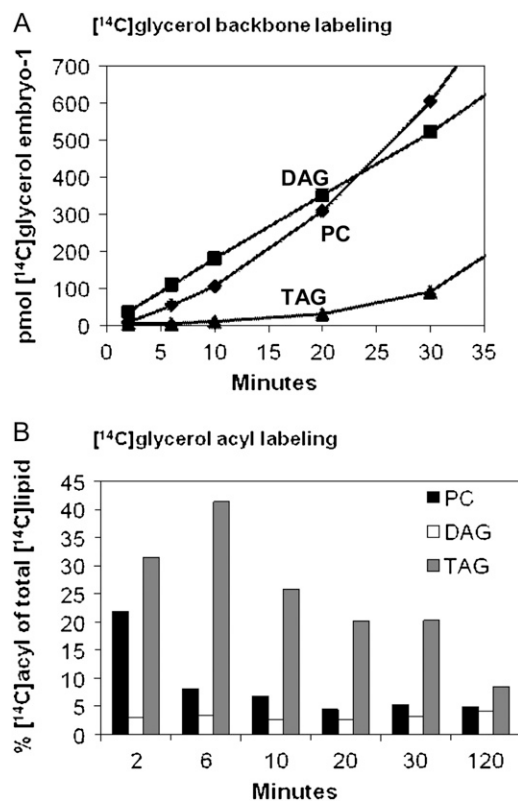 A
[¹⁴C]glycerol backbone labeling
pmol [¹⁴C]glycerol embryo-1
700
600
500
400
300
200
100
0
DAG
PC
TAG
0 5 10 15 20 25 30 35
Minutes
B
[¹⁴C]glycerol acyl labeling
% [¹⁴C]acyl of total [¹⁴C]lipid
45
40
35
30
25
20
15
10
5
0
PC
DAG
TAG
2 6 10 20 30 120
Minutes